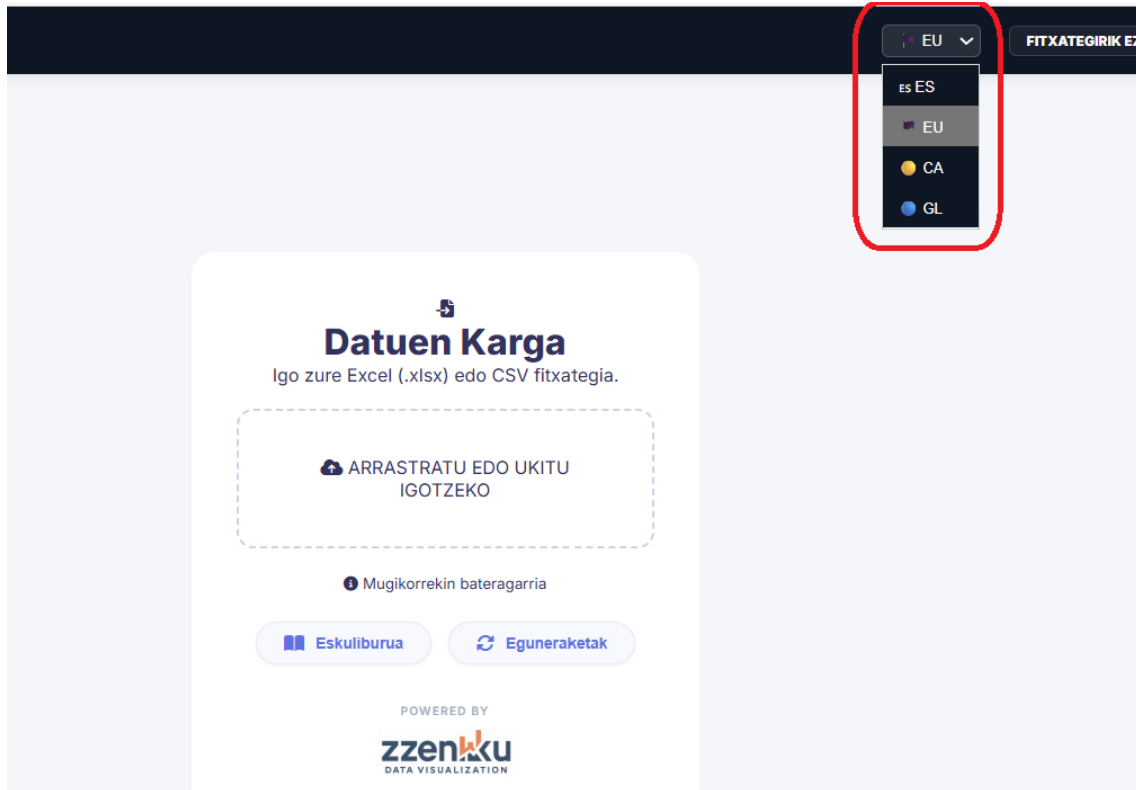 EU
FITXATEGIRIK EZ
ES ES
EU
CA
GL
Datuen Karga
Igo zure Excel (.xlsx) edo CSV fitxategia.
ARRASTRATU EDO UKITU
IGOTZEKO
Mugikorrekin bateragarria
Eskuliburua
Eguneraketak
POWERED BY
zzenkku
DATA VISUALIZATION